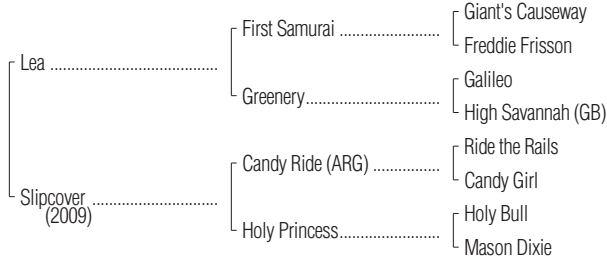 Giant's Causeway
First Samurai ........................
Freddie Frisson
Lea ........................................
Galileo
Greenery................................
High Savannah (GB)
Ride the Rails
Candy Ride (ARG) ................
Candy Girl
Slipcover ..............................
(2009)
Holy Bull
Holy Princess........................
Mason Dixie